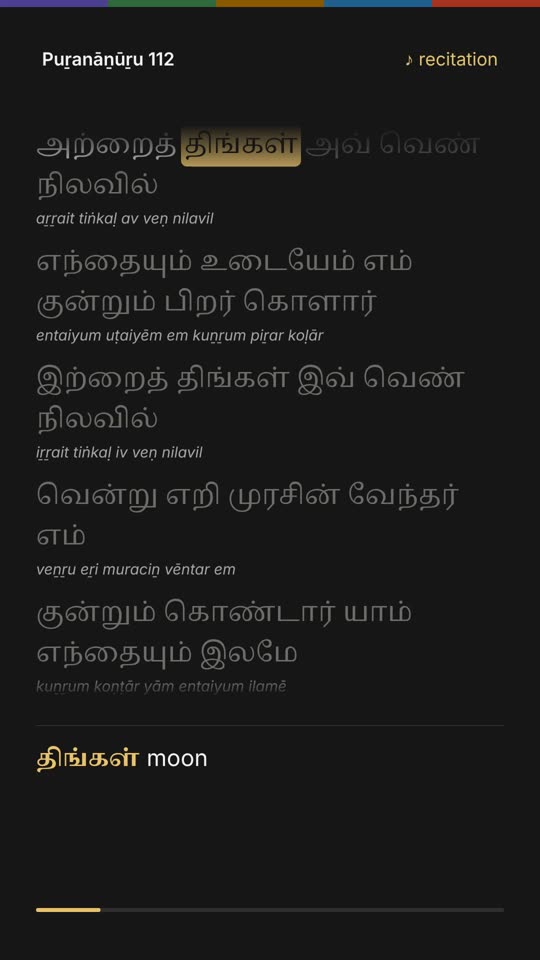 Puṟanāṉūṟu 112
♪ recitation
அற்றைத் திங்கள் அவ் வெண்
நிலவில்
aṟṟait tiṅkaḷ av veṇ nilavil
எந்தையும் உடையேம் எம்
குன்றும் பிறர் கொளார்
entaiyum uṭaiyēm em kuṉṟum piṟar koḷār
இற்றைத் திங்கள் இவ் வெண்
நிலவில்
iṟṟait tiṅkaḷ iv veṇ nilavil
வென்று எறி முரசின் வேந்தர்
எம்
veṉṟu eṟi muraciṉ vēntar em
குன்றும் கொண்டார் யாம்
எந்தையும் இலமே
kuṉṟum koṇṭār yām entaiyum ilamē
திங்கள் moon